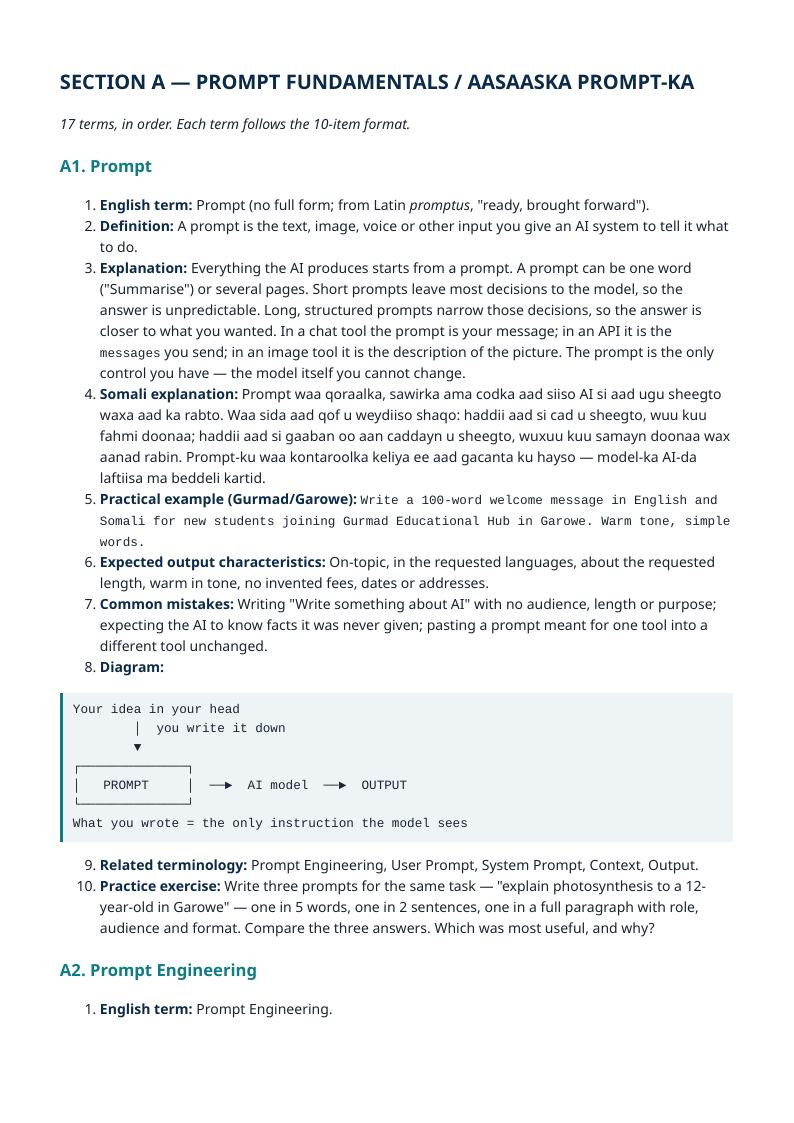 SECTION A — PROMPT FUNDAMENTALS / AASAASKA PROMPT-KA
17 terms, in order. Each term follows the 10-item format.
A1. Prompt
1. English term: Prompt (no full form; from Latin promptus, "ready, brought forward").
2. Definition: A prompt is the text, image, voice or other input you give an AI system to tell it what
to do.
3. Explanation: Everything the AI produces starts from a prompt. A prompt can be one word
("Summarise") or several pages. Short prompts leave most decisions to the model, so the
answer is unpredictable. Long, structured prompts narrow those decisions, so the answer is
closer to what you wanted. In a chat tool the prompt is your message; in an API it is the
messages you send; in an image tool it is the description of the picture. The prompt is the only
control you have — the model itself you cannot change.
4. Somali explanation: Prompt waa qoraalka, sawirka ama codka aad siiso AI si aad ugu sheegto
waxa aad ka rabto. Waa sida aad qof u weydiiso shaqo: haddii aad si cad u sheegto, wuu kuu
fahmi doonaa; haddii aad si gaaban oo aan caddayn u sheegto, wuxuu kuu samayn doonaa wax
aanad rabin. Prompt-ku waa kontaroolka keliya ee aad gacanta ku hayso — model-ka AI-da
laftiisa ma beddeli kartid.
5. Practical example (Gurmad/Garowe): Write a 100-word welcome message in English and
Somali for new students joining Gurmad Educational Hub in Garowe. Warm tone, simple
words.
6. Expected output characteristics: On-topic, in the requested languages, about the requested
length, warm in tone, no invented fees, dates or addresses.
7. Common mistakes: Writing "Write something about AI" with no audience, length or purpose;
expecting the AI to know facts it was never given; pasting a prompt meant for one tool into a
different tool unchanged.
8. Diagram:
Your idea in your head
│ you write it down
▼
┌──────────────┐
│ PROMPT │ ──► AI model ──► OUTPUT
└──────────────┘
What you wrote = the only instruction the model sees
9. Related terminology: Prompt Engineering, User Prompt, System Prompt, Context, Output.
10. Practice exercise: Write three prompts for the same task — "explain photosynthesis to a 12-
year-old in Garowe" — one in 5 words, one in 2 sentences, one in a full paragraph with role,
audience and format. Compare the three answers. Which was most useful, and why?
A2. Prompt Engineering
1. English term: Prompt Engineering.